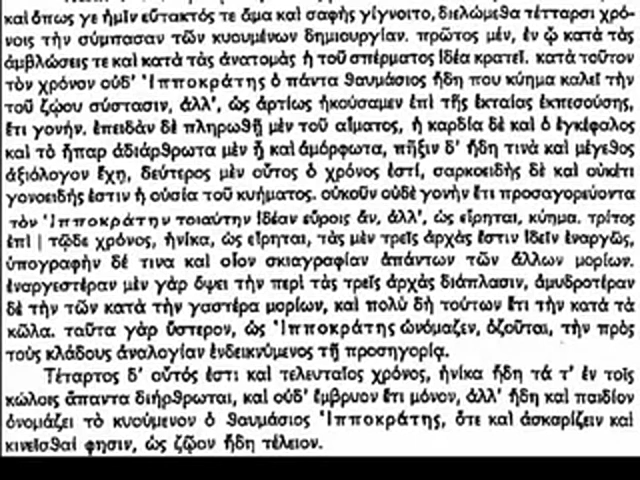 καὶ ὅπως γε ἡμῖν εὔτακτός τε ἅμα καὶ σαφὴς γίγνοιτο, διελώμεθα τέτταρσι χρό-
νοις τὴν σύμπασαν τῶν κυουμένων δημιουργίαν. πρῶτος μέν, ἐν ᾧ κατὰ τὰς
ἀμβλώσεις τε καὶ κατὰ τὰς ἀνατομὰς ἡ τοῦ σπέρματος ἰδέα κρατεῖ. κατὰ τοῦτον
τὸν χρόνον οὐδ' Ἱπποκράτης ὁ πάντα θαυμάσιος ἤδη που κύημα καλεῖ τὴν
τοῦ ζῴου σύστασιν, ἀλλ', ὡς ἀρτίως ἠκούσαμεν ἐπὶ τῆς ἑκταίας ἐκπεσούσης,
ἔτι γονήν. ἐπειδὰν δὲ πληρωθῇ μὲν τοῦ αἵματος, ἡ καρδία δὲ καὶ ὁ ἐγκέφαλος
καὶ τὸ ἧπαρ ἀδιάρθρωτα μὲν ᾖ καὶ ἀμόρφωτα, πῆξιν δ' ἤδη τινὰ καὶ μέγεθος
ἀξιόλογον ἔχῃ, δεύτερος μὲν οὗτος ὁ χρόνος ἐστί, σαρκοειδὴς δὲ καὶ οὐκέτι
γονοειδής ἐστιν ἡ οὐσία τοῦ κυήματος. οὐκοῦν οὐδὲ γονὴν ἔτι προσαγορεύοντα
τὸν Ἱπποκράτην τοιαύτην ἰδέαν εὕροις ἄν, ἀλλ', ὡς εἴρηται, κύημα. τρίτος
ἐπὶ | τῷδε χρόνος, ἡνίκα, ὡς εἴρηται, τὰς μὲν τρεῖς ἀρχὰς ἔστιν ἰδεῖν ἐναργῶς,
ὑπογραφὴν δέ τινα καὶ οἷον σκιαγραφίαν ἁπάντων τῶν ἄλλων μορίων.
ἐναργεστέραν μὲν γὰρ ὄψει τὴν περὶ τὰς τρεῖς ἀρχὰς διάπλασιν, ἀμυδροτέραν
δὲ τὴν τῶν κατὰ τὴν γαστέρα μορίων, καὶ πολὺ δὴ τούτων ἔτι τὴν κατὰ τὰ
κῶλα. ταῦτα γὰρ ὕστερον, ὡς Ἱπποκράτης ὠνόμαζεν, ὀζοῦται, τὴν πρὸς
τοὺς κλάδους ἀναλογίαν ἐνδεικνύμενος τῇ προσηγορίᾳ.
Τέταρτος δ' οὗτός ἐστι καὶ τελευταῖος χρόνος, ἡνίκα ἤδη τά τ' ἐν τοῖς
κώλοις ἅπαντα διήρθρωται, καὶ οὐδ' ἔμβρυον ἔτι μόνον, ἀλλ' ἤδη καὶ παιδίον
ὀνομάζει τὸ κυούμενον ὁ θαυμάσιος Ἱπποκράτης, ὅτε καὶ ἀσκαρίζειν καὶ
κινεῖσθαί φησιν, ὡς ζῷον ἤδη τέλειον.